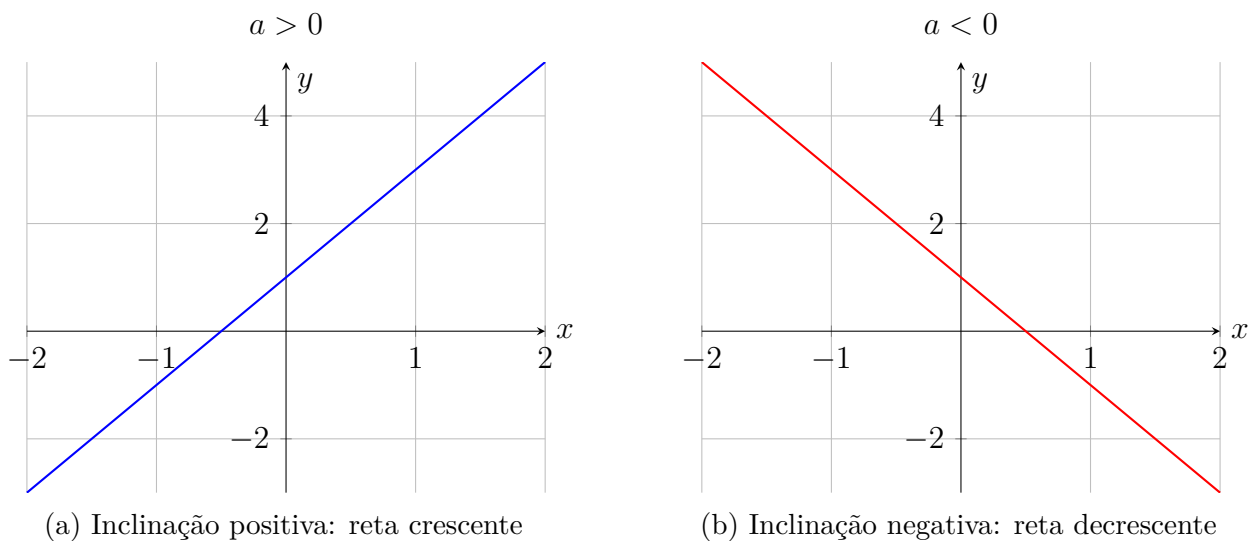 a > 0
y
4
2
−2
−2
−1
1
2
x
(a) Inclinação positiva: reta crescente
a < 0
y
4
2
−2
−2
−1
1
2
x
(b) Inclinação negativa: reta decrescente